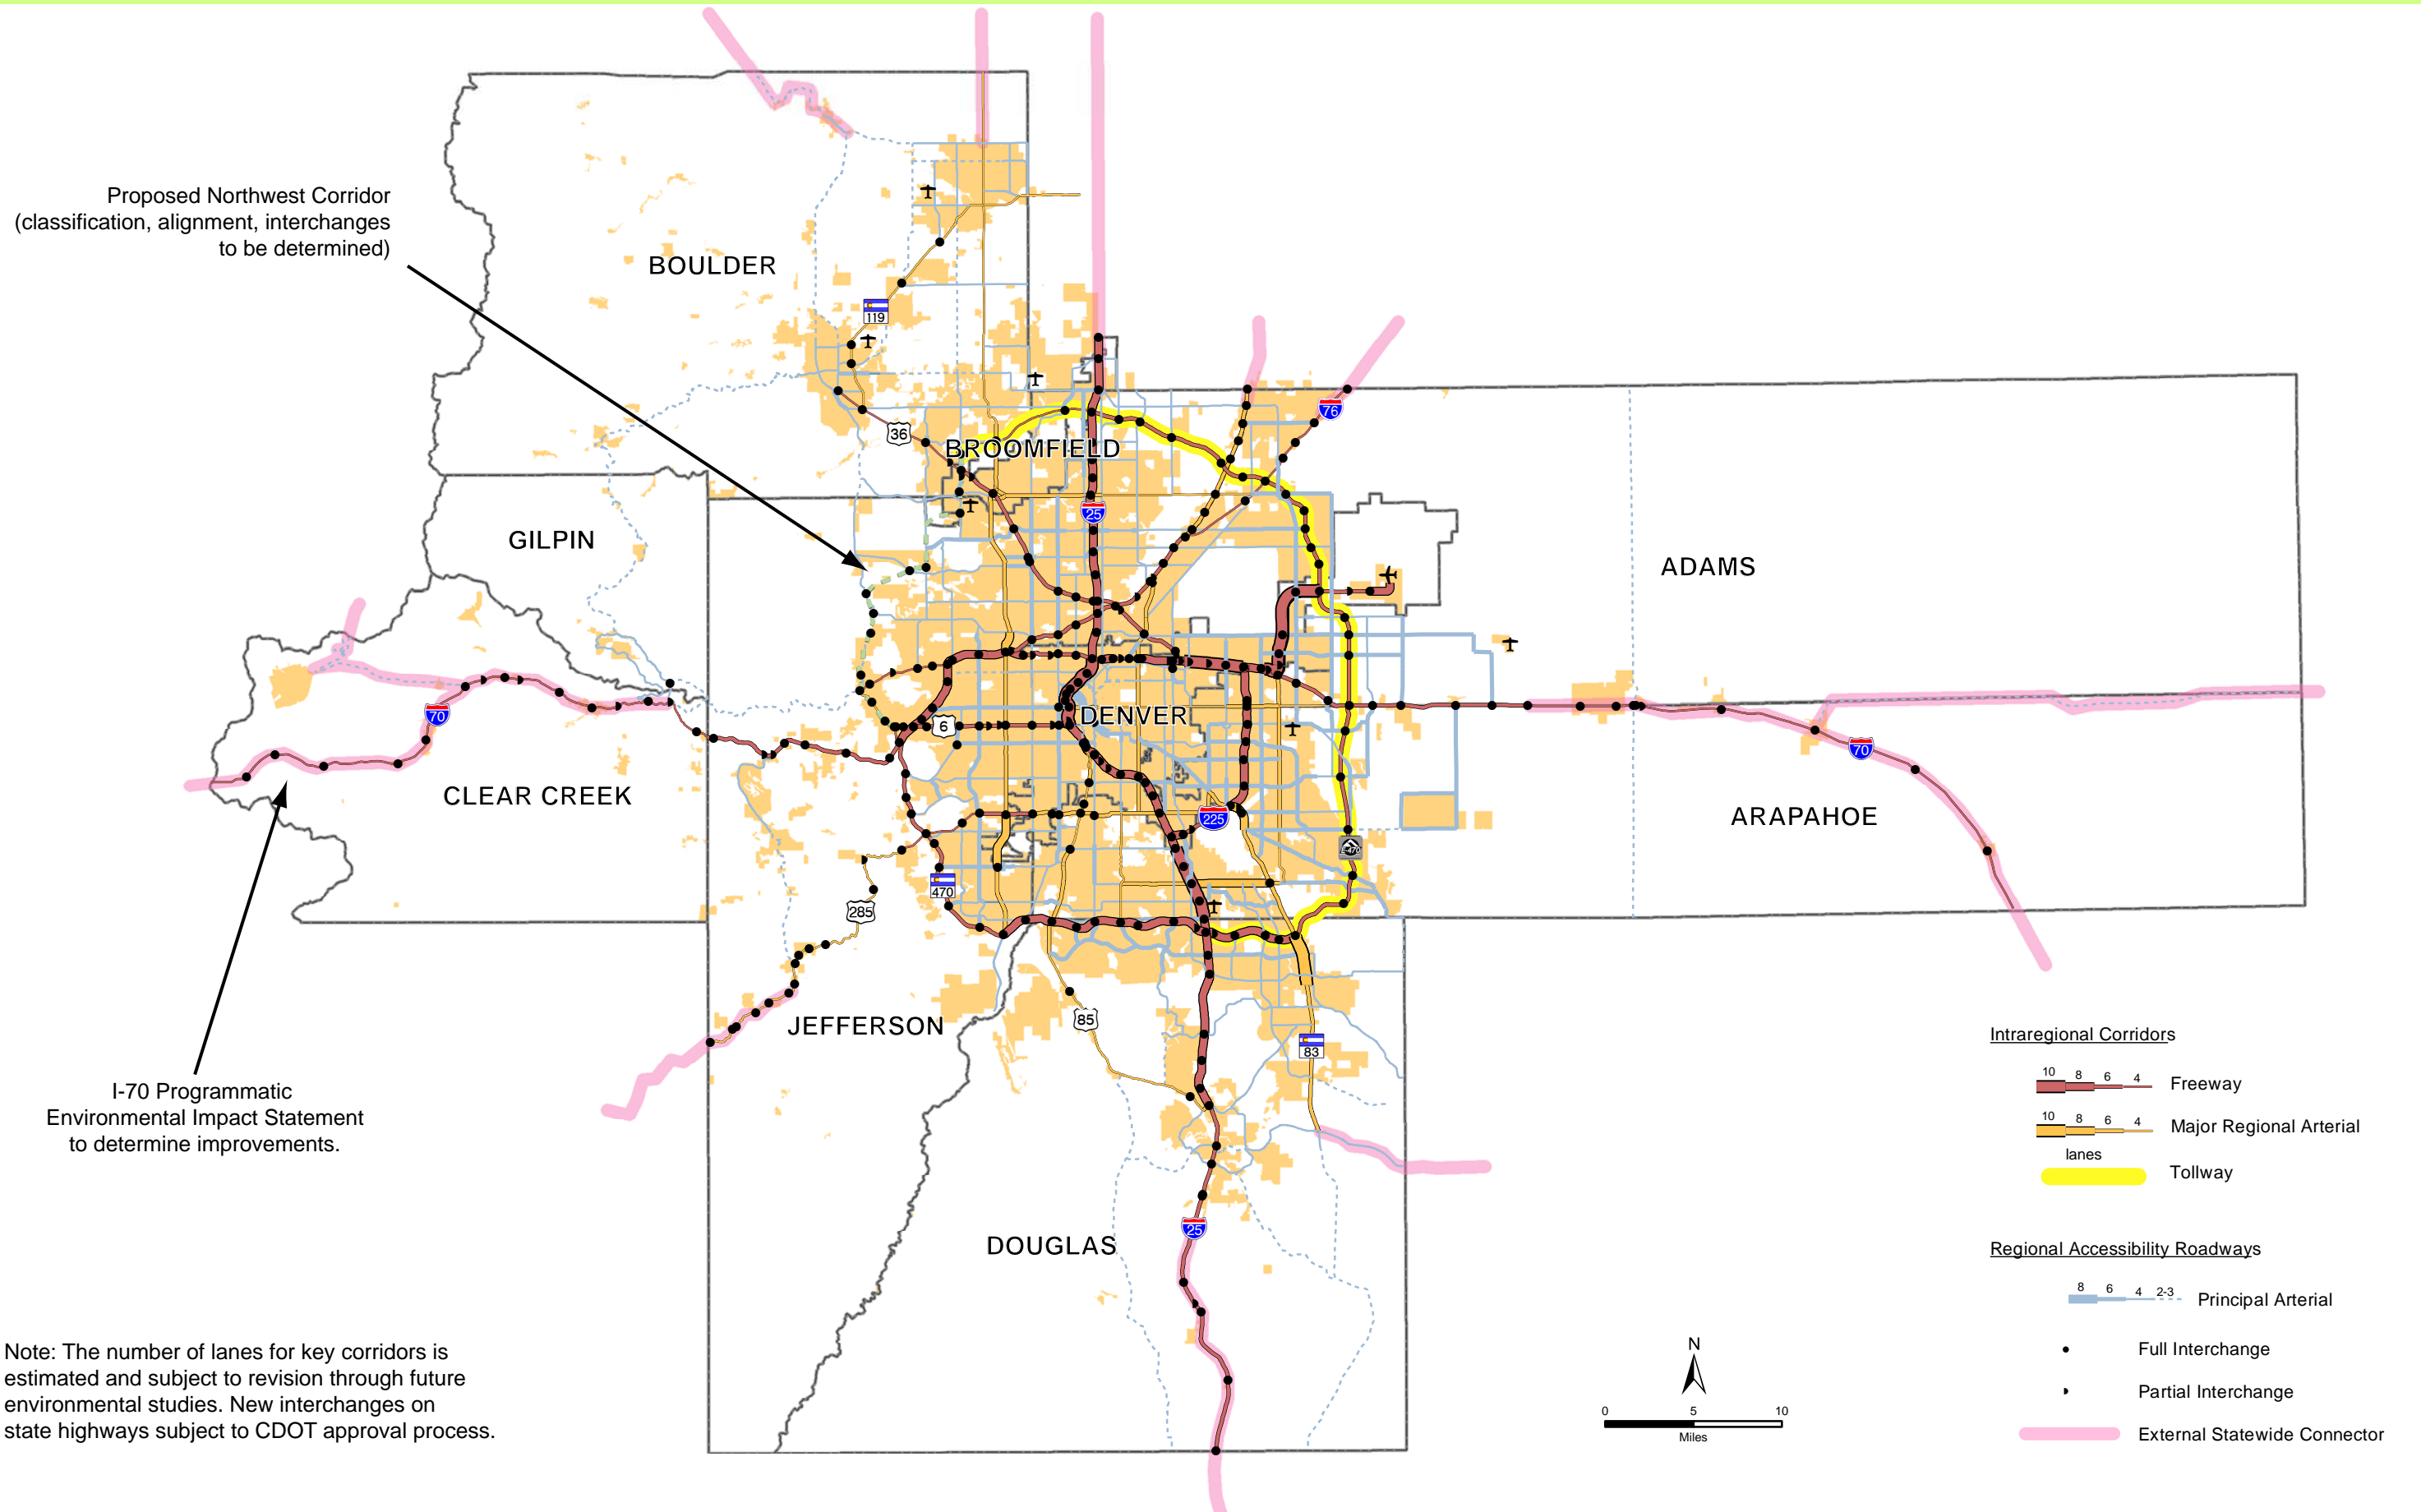 Proposed Northwest Corridor
(classification, alignment, interchanges
to be determined)
BOULDER
119
36
76
BROOMFIELD
25
GILPIN
ADAMS
70
6
DENVER
70
CLEAR CREEK
225
ARAPAHOE
E-470
470
285
85
JEFFERSON
83
I-70 Programmatic
Environmental Impact Statement
to determine improvements.
25
DOUGLAS
Note: The number of lanes for key corridors is
estimated and subject to revision through future
environmental studies. New interchanges on
state highways subject to CDOT approval process.
N
0 5 10
Miles
Intraregional Corridors
10 8 6 4
Freeway
10 8 6 4
Major Regional Arterial
lanes
Tollway
Regional Accessibility Roadways
8 6 4 2-3
Principal Arterial
Full Interchange
Partial Interchange
External Statewide Connector